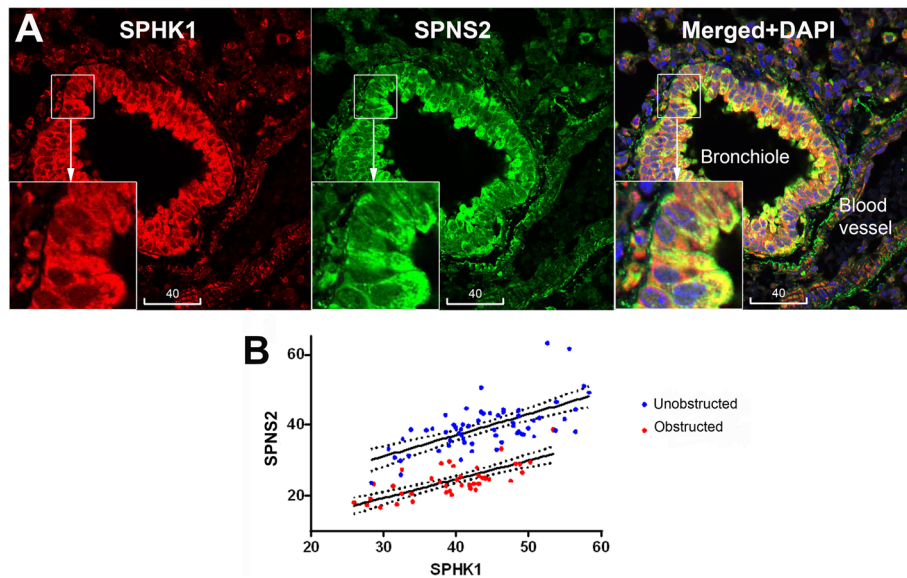 A
SPHK1
SPNS2
Merged+DAPI
Bronchiole
Blood
vessel
40
40
40
B
60
40
20
SPNS2
20 30 40 50 60
SPHK1
Unobstructed
Obstructed